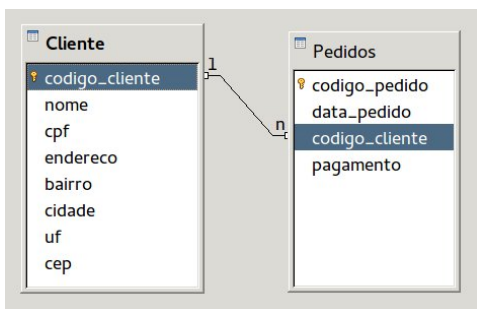 Cliente
codigo_cliente
nome
cpf
endereco
bairro
cidade
uf
cep
1
n
Pedidos
codigo_pedido
data_pedido
codigo_cliente
pagamento